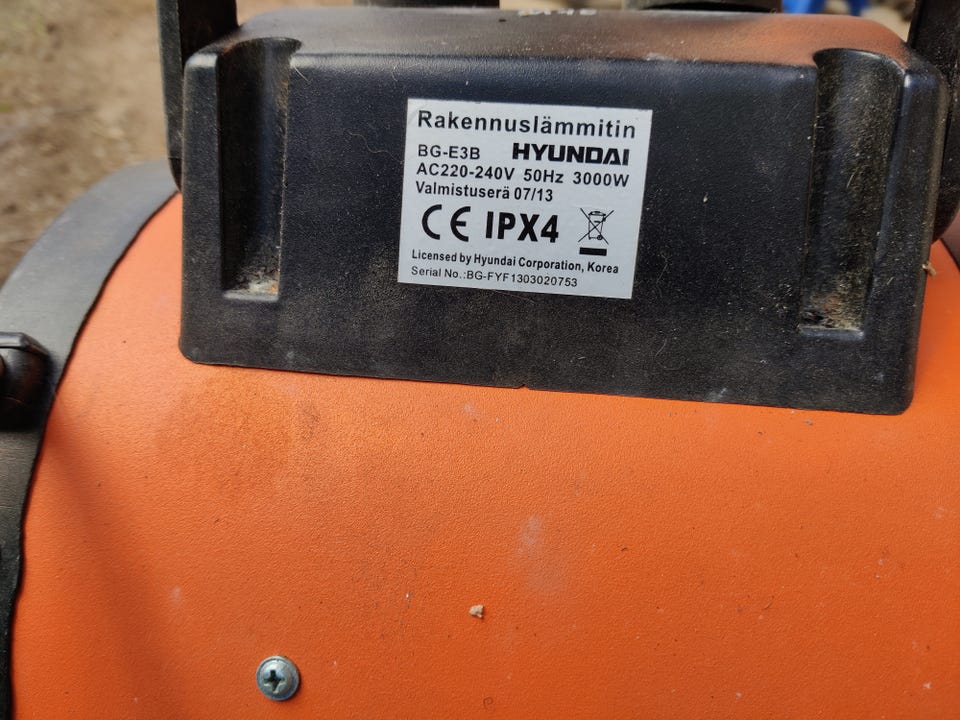 Rakennuslämmitin
BG-E3B HYUNDAI
AC220-240V 50Hz 3000W
Valmistuserä 07/13
CE IPX4
Licensed by Hyundai Corporation, Korea
Serial No.:BG-FYF1303020753